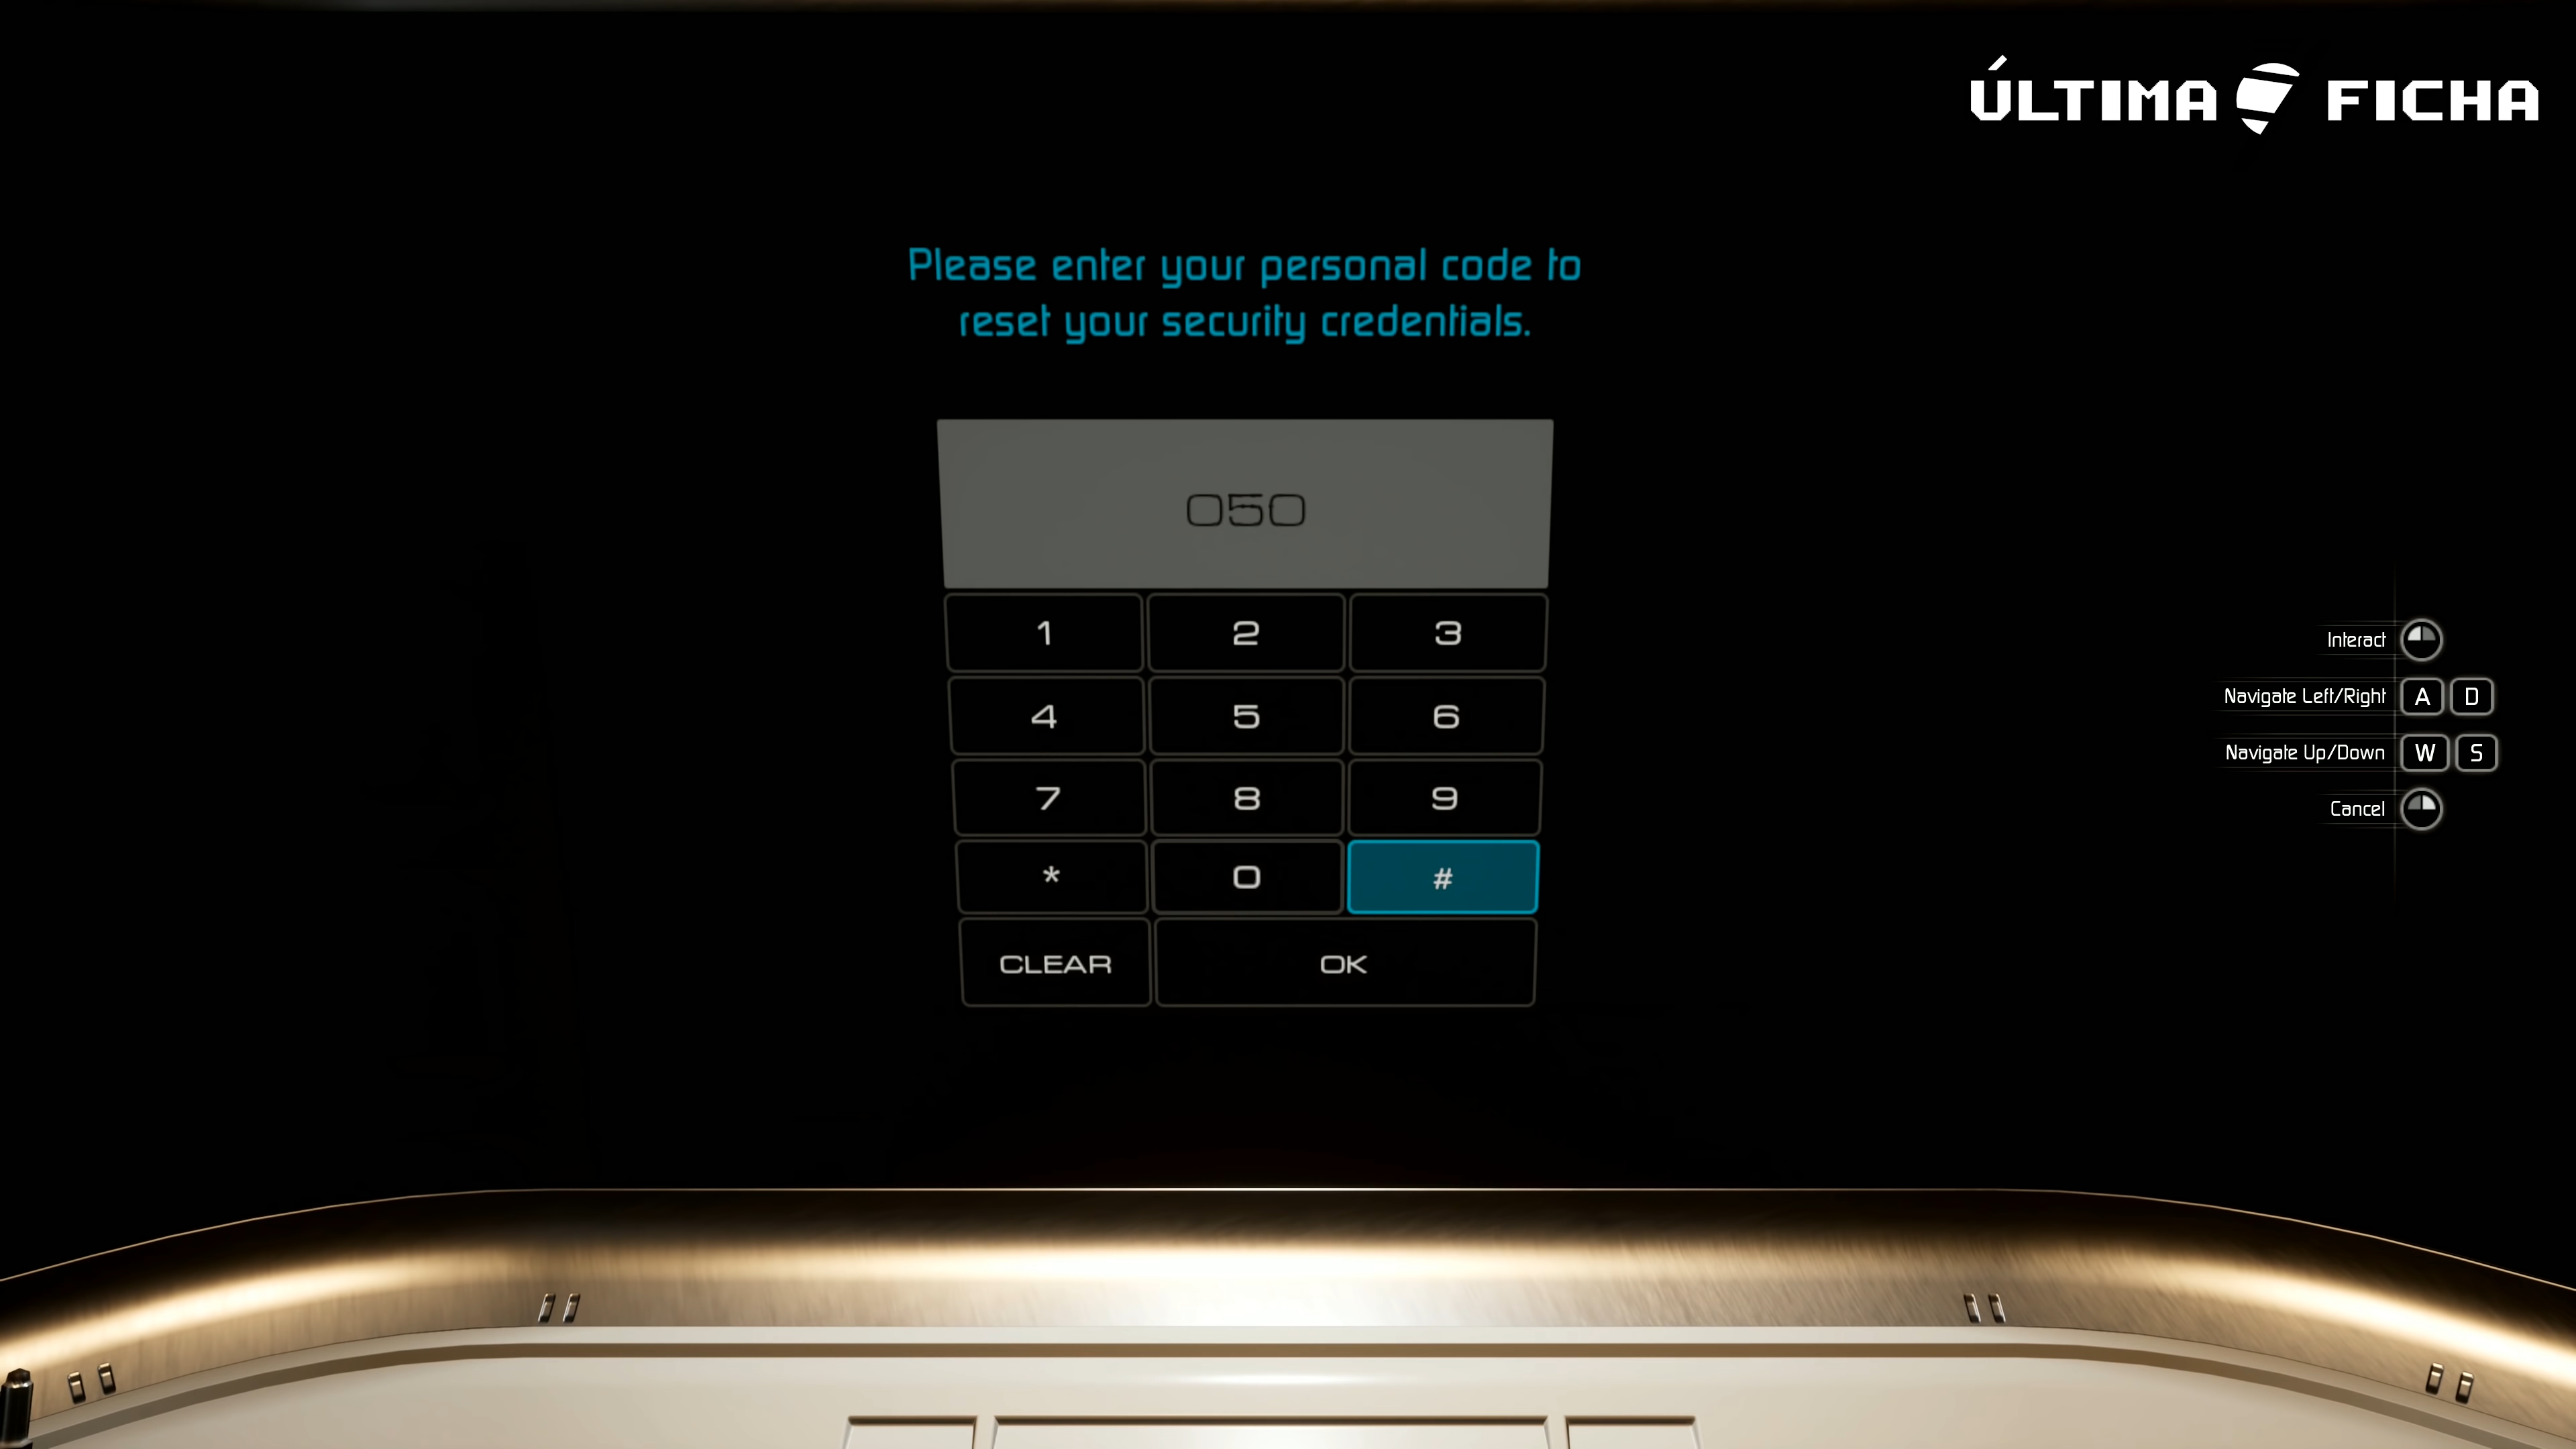 ÚLTIMA FICHA
Please enter your personal code to
reset your security credentials.
050
1 2 3
4 5 6
7 8 9
* 0 #
CLEAR OK
Interact
Navigate Left/Right A D
Navigate Up/Down W S
Cancel